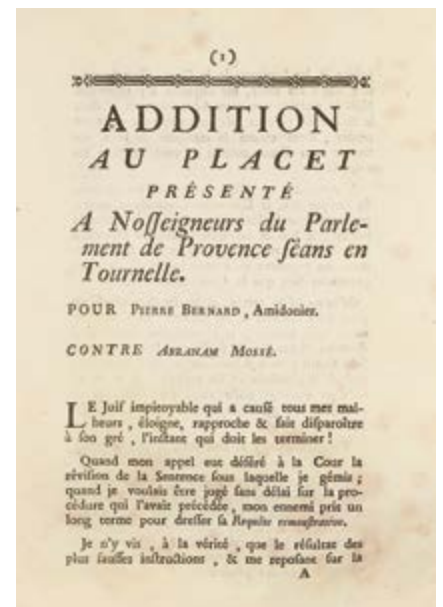 (1)
ADDITION
AU PLACET
PRÉSENTÉ
A Noſſeigneurs du Parle-
ment de Provence ſéans en
Tournelle.
POUR PIERRE BERNARD, Amidonier.
CONTRE ABRAHAM MOSSÉ.
LE Juif impitoyable qui a cauſé tous mes mal-
heurs, éloigne, rapproche & fait diſparoître
à ſon gré, l'inſtant qui doit les terminer!
Quand mon appel eut déféré à la Cour la
réviſion de la Sentence ſous laquelle je gémis;
quand je voulais être jugé ſans délai ſur la pro-
cédure qui l'avait précédée, mon ennemi prit un
long terme pour dreſſer ſa Requête remontrative.
Je n'y vis, à la vérité, que le réſultat des
plus fauſſes inſtructions, & me repoſant ſur la
A